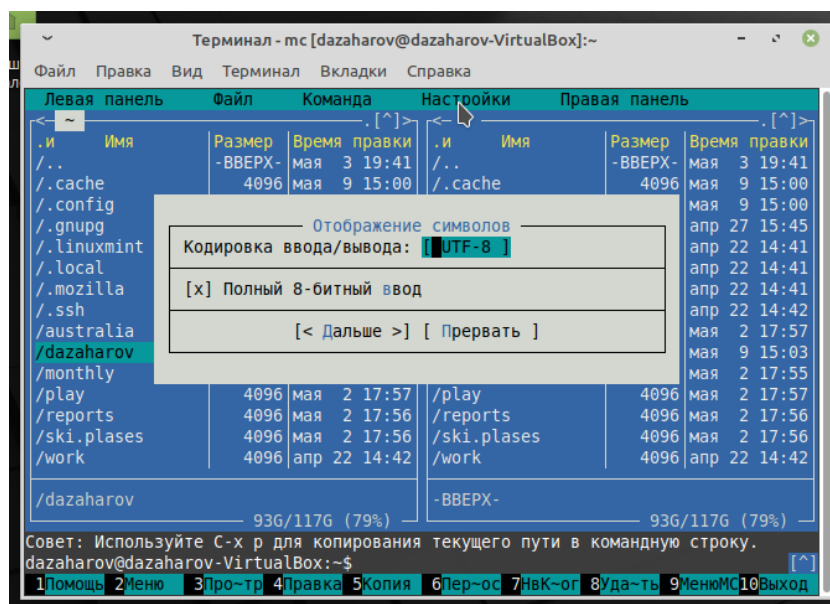 Терминал - mc [dazaharov@dazaharov-VirtualBox]:~
Файл Правка Вид Терминал Вкладки Справка
Левая панель Файл Команда Настройки Правая панель
<- ~ .[^]> <- .[^]>
.и Имя Размер Время правки .и Имя Размер Время правки
/.. -ВВЕРХ- мая 3 19:41 /.. -ВВЕРХ- мая 3 19:41
/.cache 4096 мая 9 15:00 /.cache 4096 мая 9 15:00
/.config мая 9 15:00
/.gnupg Отображение символов апр 27 15:45
/.linuxmint Кодировка ввода/вывода: [ UTF-8 ] апр 22 14:41
/.local апр 22 14:41
/.mozilla [x] Полный 8-битный ввод апр 22 14:41
/.ssh апр 22 14:42
/australia [< Дальше >] [ Прервать ] мая 2 17:57
/dazaharov мая 9 15:03
/monthly мая 2 17:55
/play 4096 мая 2 17:57 /play 4096 мая 2 17:57
/reports 4096 мая 2 17:56 /reports 4096 мая 2 17:56
/ski.plases 4096 мая 2 17:56 /ski.plases 4096 мая 2 17:56
/work 4096 апр 22 14:42 /work 4096 апр 22 14:42
/dazaharov -ВВЕРХ-
93G/117G (79%) 93G/117G (79%)
Совет: Используйте C-x p для копирования текущего пути в командную строку.
dazaharov@dazaharov-VirtualBox:~$ [^]
1Помощь 2Меню 3Про~тр 4Правка 5Копия 6Пер~ос 7НвК~ог 8Уда~ть 9МенюMC 10Выход